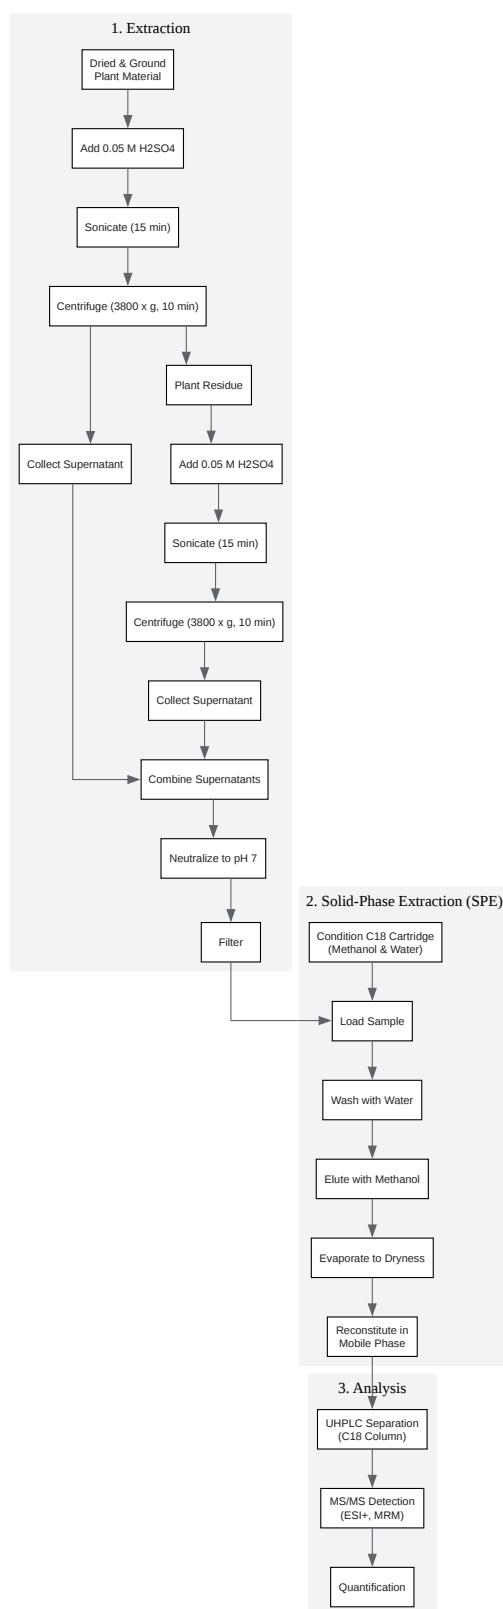 1. Extraction
Dried & Ground
Plant Material
Add 0.05 M H2SO4
Sonicate (15 min)
Centrifuge (3800 x g, 10 min)
Plant Residue
Collect Supernatant
Add 0.05 M H2SO4
Sonicate (15 min)
Centrifuge (3800 x g, 10 min)
Collect Supernatant
Combine Supernatants
Neutralize to pH 7
Filter
2. Solid-Phase Extraction (SPE)
Condition C18 Cartridge
(Methanol & Water)
Load Sample
Wash with Water
Elute with Methanol
Evaporate to Dryness
Reconstitute in
Mobile Phase
3. Analysis
UHPLC Separation
(C18 Column)
MS/MS Detection
(ESI+, MRM)
Quantification